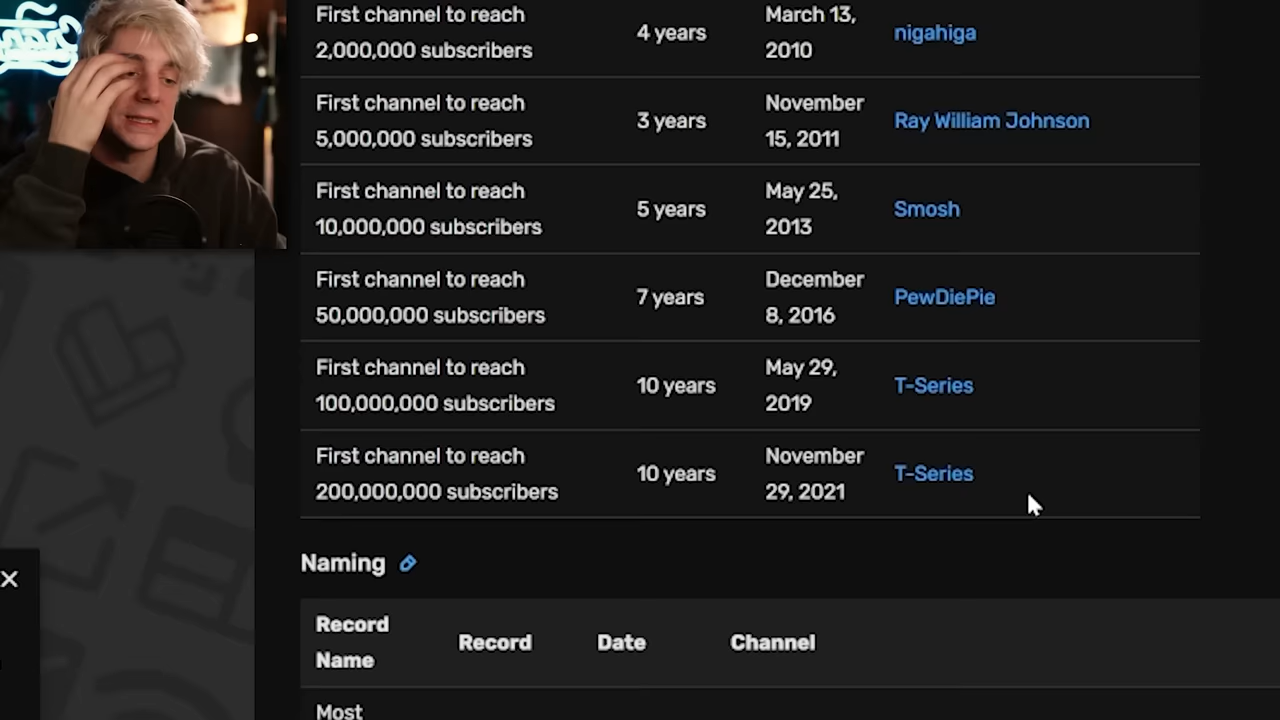 First channel to reach
2,000,000 subscribers
4 years
March 13,
2010
nigahiga
First channel to reach
5,000,000 subscribers
3 years
November
15, 2011
Ray William Johnson
First channel to reach
10,000,000 subscribers
5 years
May 25,
2013
Smosh
First channel to reach
50,000,000 subscribers
7 years
December
8, 2016
PewDiePie
First channel to reach
100,000,000 subscribers
10 years
May 29,
2019
T-Series
First channel to reach
200,000,000 subscribers
10 years
November
29, 2021
T-Series
Naming
Record
Name
Record
Date
Channel
Most